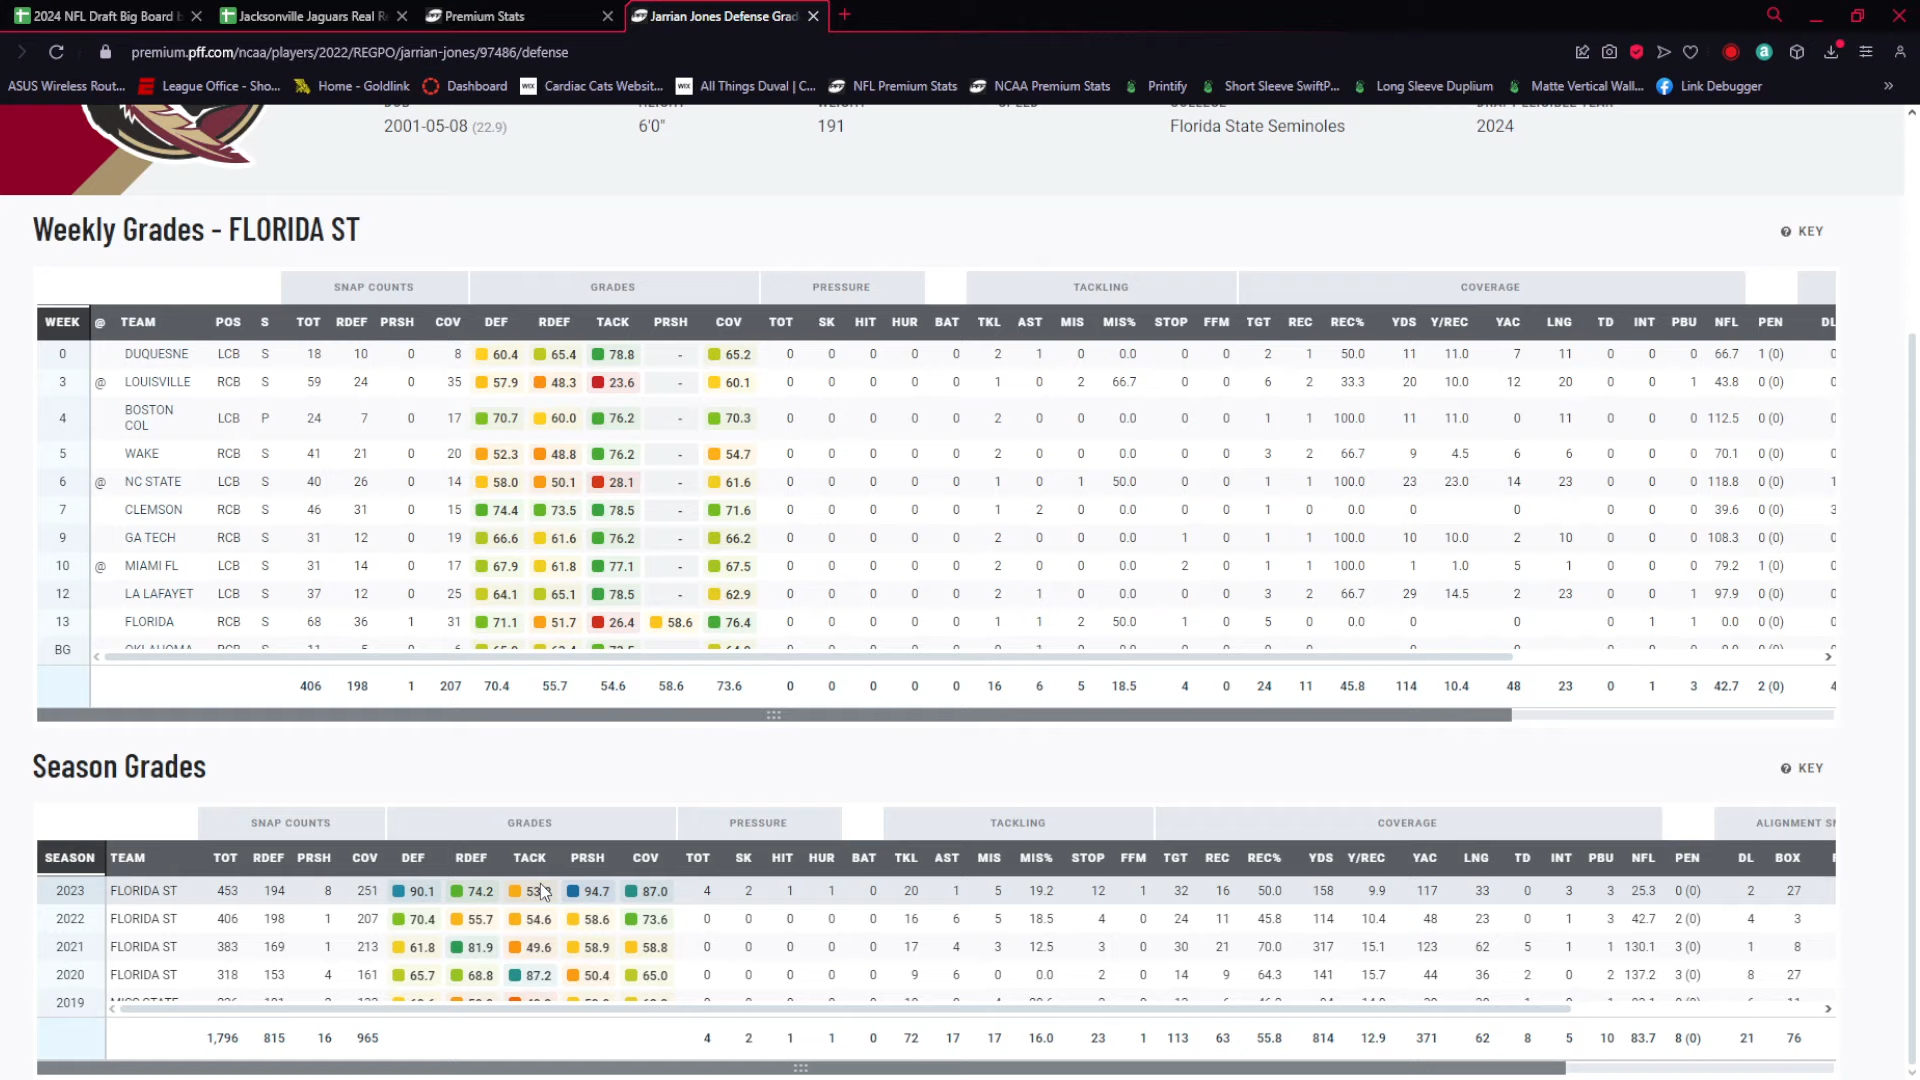 2024 NFL Draft Big Board b
Jacksonville Jaguars Real R
Premium Stats
Jarrian Jones Defense Grad
premium.pff.com/ncaa/players/2022/REGPO/jarrian-jones/97486/defense
ASUS Wireless Rout... League Office - Sho... Home - Goldlink Dashboard Cardiac Cats Websit... All Things Duval | C... NFL Premium Stats NCAA Premium Stats Printify Short Sleeve SwiftP... Long Sleeve Duplium Matte Vertical Wall... Link Debugger »
DOB HEIGHT WEIGHT SPEED COLLEGE DRAFT ELIGIBLE YEAR
2001-05-08 (22.9) 6'0" 191 Florida State Seminoles 2024
Weekly Grades - FLORIDA ST
KEY
SNAP COUNTS GRADES PRESSURE TACKLING COVERAGE
WEEK @ TEAM POS S TOT RDEF PRSH COV DEF RDEF TACK PRSH COV TOT SK HIT HUR BAT TKL AST MIS MIS% STOP FFM TGT REC REC% YDS Y/REC YAC LNG TD INT PBU NFL PEN DL
0 DUQUESNE LCB S 18 10 0 8 60.4 65.4 78.8 - 65.2 0 0 0 0 0 2 1 0 0.0 0 0 2 1 50.0 11 11.0 7 11 0 0 0 66.7 1 (0) 0
3 @ LOUISVILLE RCB S 59 24 0 35 57.9 48.3 23.6 - 60.1 0 0 0 0 0 1 0 2 66.7 0 0 6 2 33.3 20 10.0 12 20 0 0 1 43.8 0 (0) 0
4 BOSTON COL LCB P 24 7 0 17 70.7 60.0 76.2 - 70.3 0 0 0 0 0 2 0 0 0.0 0 0 1 1 100.0 11 11.0 0 11 0 0 0 112.5 0 (0) 0
5 WAKE RCB S 41 21 0 20 52.3 48.8 76.2 - 54.7 0 0 0 0 0 2 0 0 0.0 0 0 3 2 66.7 9 4.5 6 6 0 0 0 70.1 0 (0) 0
6 @ NC STATE LCB S 40 26 0 14 58.0 50.1 28.1 - 61.6 0 0 0 0 0 1 0 1 50.0 0 0 1 1 100.0 23 23.0 14 23 0 0 0 118.8 0 (0) 1
7 CLEMSON RCB S 46 31 0 15 74.4 73.5 78.5 - 71.6 0 0 0 0 0 1 2 0 0.0 0 0 1 0 0.0 0 0 0 0 0 39.6 0 (0) 3
9 GA TECH RCB S 31 12 0 19 66.6 61.6 76.2 - 66.2 0 0 0 0 0 2 0 0 0.0 1 0 1 1 100.0 10 10.0 2 10 0 0 0 108.3 0 (0) 0
10 @ MIAMI FL LCB S 31 14 0 17 67.9 61.8 77.1 - 67.5 0 0 0 0 0 2 0 0 0.0 2 0 1 1 100.0 1 1.0 5 1 0 0 0 79.2 1 (0) 0
12 LA LAFAYET LCB S 37 12 0 25 64.1 65.1 78.5 - 62.9 0 0 0 0 0 2 1 0 0.0 0 0 3 2 66.7 29 14.5 2 23 0 0 1 97.9 0 (0) 0
13 FLORIDA RCB S 68 36 1 31 71.1 51.7 26.4 58.6 76.4 0 0 0 0 0 1 1 2 50.0 1 0 5 0 0.0 0 0 0 1 1 0.0 0 (0) 0
BG OKLAHOMA RCB S
406 198 1 207 70.4 55.7 54.6 58.6 73.6 0 0 0 0 0 16 6 5 18.5 4 0 24 11 45.8 114 10.4 48 23 0 1 3 42.7 2 (0) 4
Season Grades
KEY
SNAP COUNTS GRADES PRESSURE TACKLING COVERAGE ALIGNMENT SN
SEASON TEAM TOT RDEF PRSH COV DEF RDEF TACK PRSH COV TOT SK HIT HUR BAT TKL AST MIS MIS% STOP FFM TGT REC REC% YDS Y/REC YAC LNG TD INT PBU NFL PEN DL BOX
2023 FLORIDA ST 453 194 8 251 90.1 74.2 94.7 87.0 4 2 1 1 0 20 1 5 19.2 12 1 32 16 50.0 158 9.9 117 33 0 3 3 25.3 0 (0) 2 27
2022 FLORIDA ST 406 198 1 207 70.4 55.7 54.6 58.6 73.6 0 0 0 0 0 16 6 5 18.5 4 0 24 11 45.8 114 10.4 48 23 0 1 3 42.7 2 (0) 4 3
2021 FLORIDA ST 383 169 1 213 61.8 81.9 49.6 58.9 58.8 0 0 0 0 0 17 4 3 12.5 3 0 30 21 70.0 317 15.1 123 62 5 1 1 130.1 3 (0) 1 8
2020 FLORIDA ST 318 153 4 161 65.7 68.8 87.2 50.4 65.0 0 0 0 0 0 9 6 0 0.0 2 0 14 9 64.3 141 15.7 44 36 2 0 2 137.2 3 (0) 8 27
2019 MISS STATE
1,796 815 16 965 4 2 1 1 0 72 17 17 16.0 23 1 113 63 55.8 814 12.9 371 62 8 5 10 83.7 8 (0) 21 76